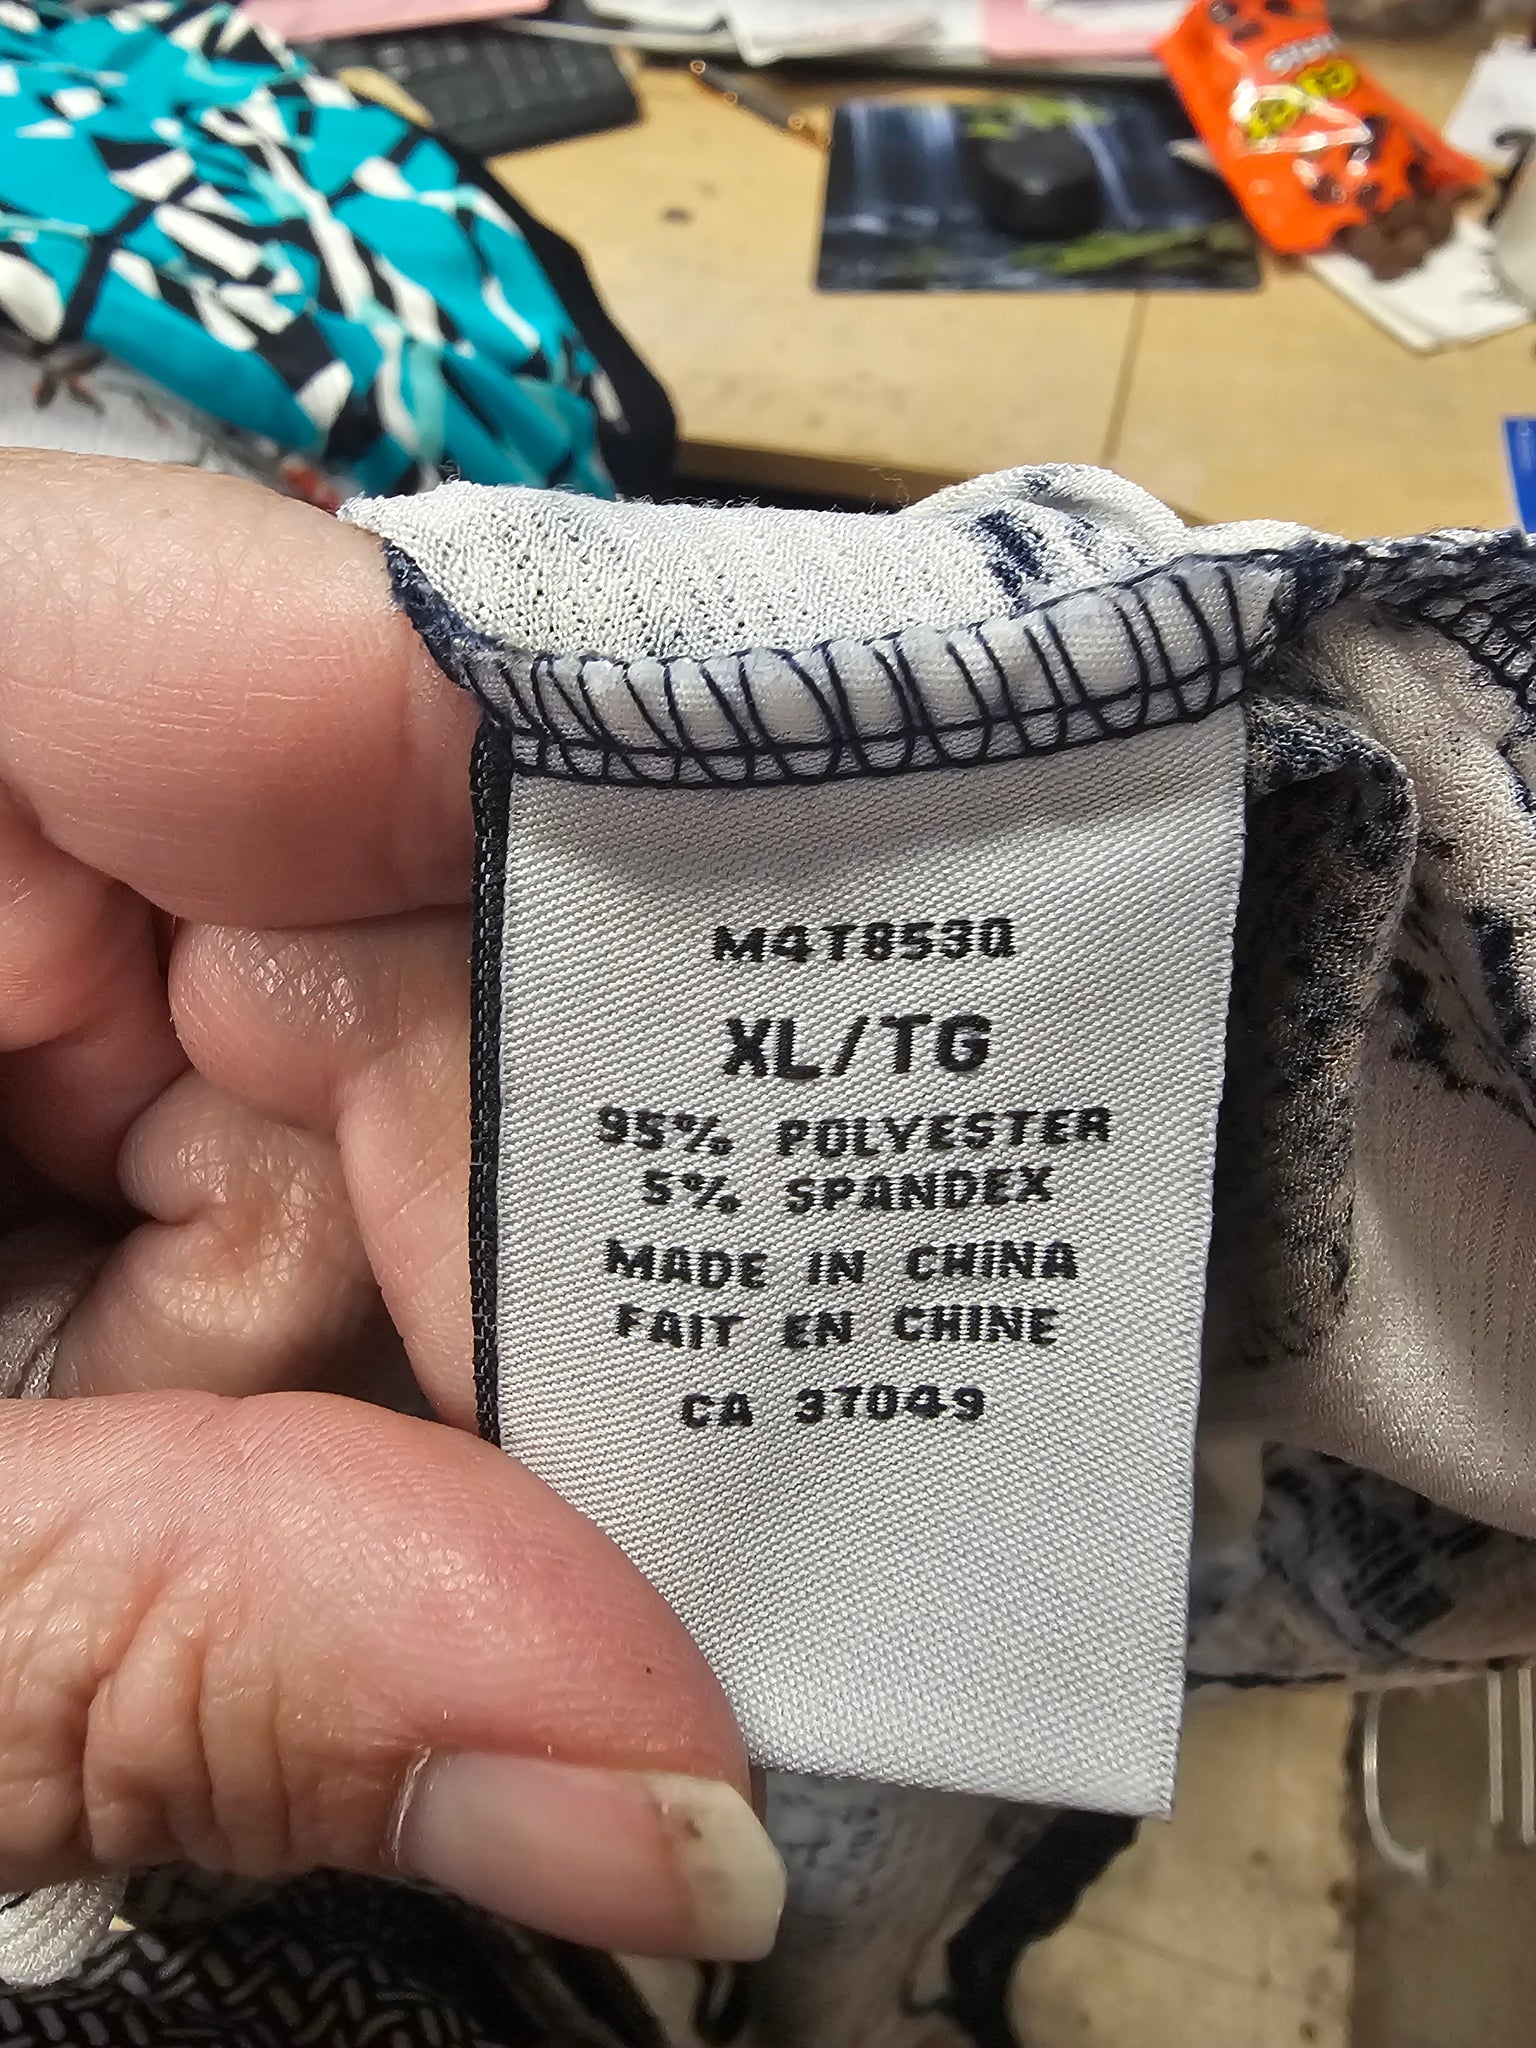 M4T853Q
XL/TG
95% POLYESTER
5% SPANDEX
MADE IN CHINA
FAIT EN CHINE
CA 37049